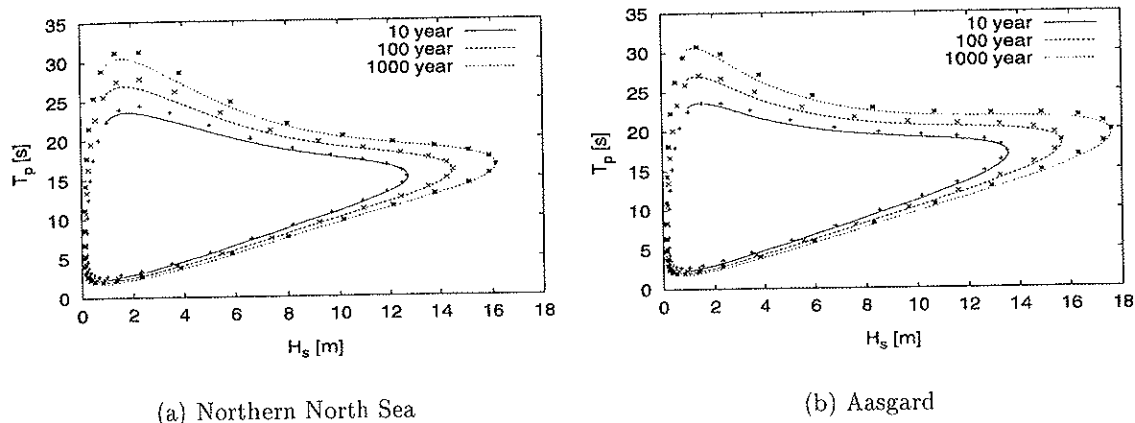 35
30
25
20
15
10
5
0
T_p [s]
10 year
100 year
1000 year
0 2 4 6 8 10 12 14 16 18
H_s [m]
(a) Northern North Sea
35
30
25
20
15
10
5
0
T_p [s]
10 year
100 year
1000 year
0 2 4 6 8 10 12 14 16 18
H_s [m]
(b) Aasgard